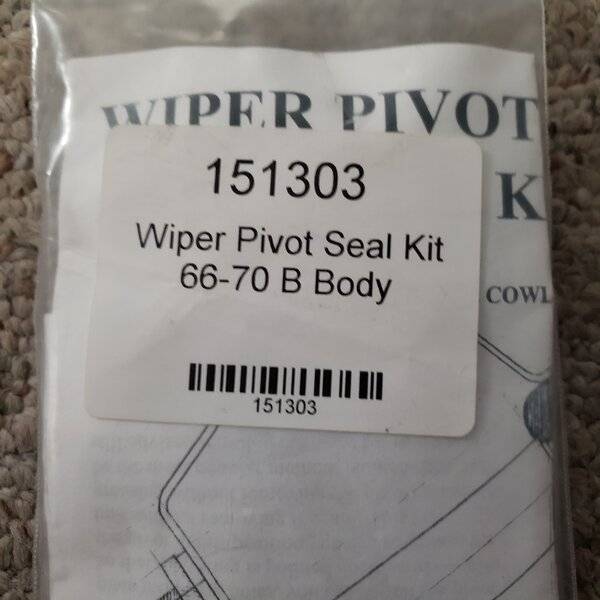 WIPER PIVOT
K
151303
Wiper Pivot Seal Kit
66-70 B Body
COWL
151303